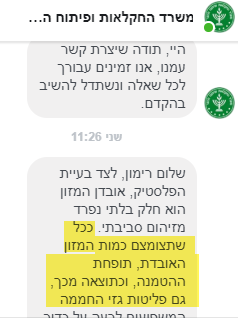 משרד החקלאות ופיתוח ה...
היי, תודה שיצרת קשר
עמנו, אנו זמינים עבורך
לכל שאלה ונשתדל להשיב
בהקדם.
שני 11:26
שלום רימון, לצד בעיית
הפלסטיק, אובדן המזון
הוא חלק בלתי נפרד
מזיהום סביבתי. ככל
שתצומצם כמות המזון
האובדת, תופחת
ההטמנה, וכתוצאה מכך,
גם פליטות גזי החממה